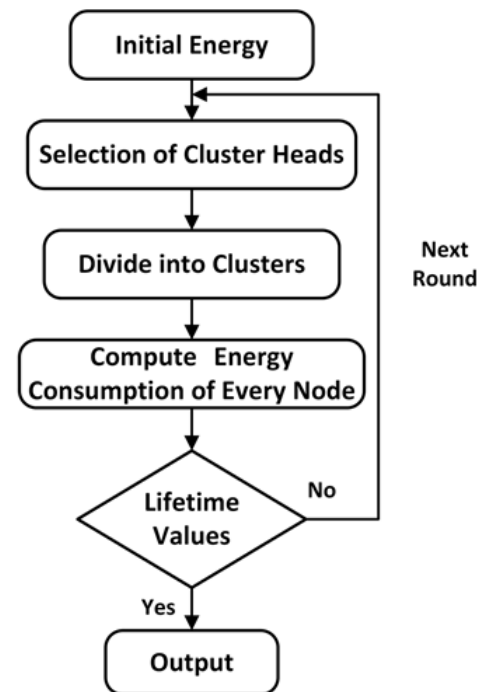 Initial Energy
Selection of Cluster Heads
Divide into Clusters
Next
Round
Compute Energy
Consumption of Every Node
Lifetime
Values
No
Yes
Output